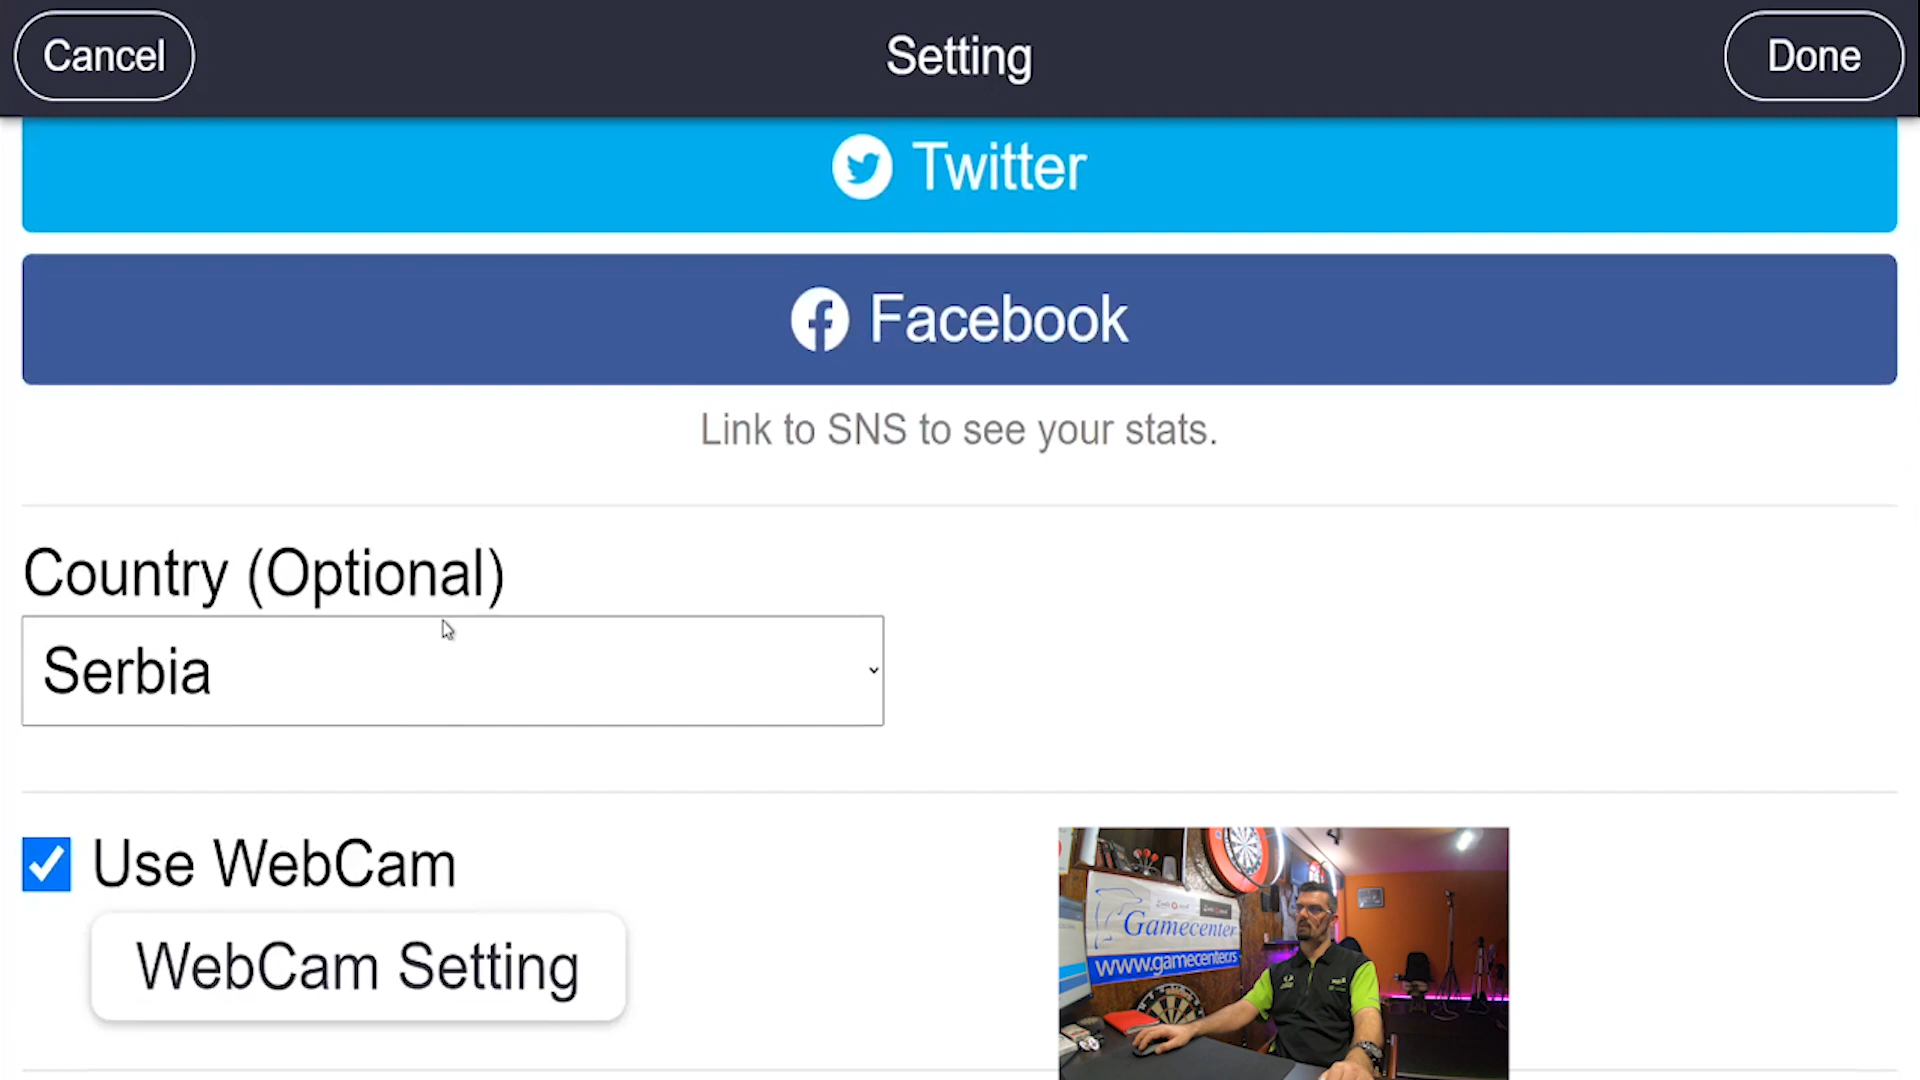 Cancel
Setting
Done
Twitter
Facebook
Link to SNS to see your stats.
Country (Optional)
Serbia
Use WebCam
WebCam Setting
Gamecenter
www.gamecenter.rs